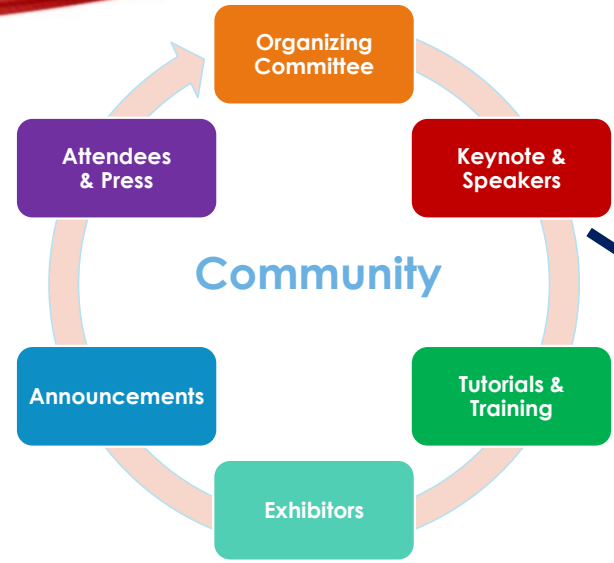 Organizing
Committee
Keynote &
Speakers
Attendees
& Press
Community
Tutorials &
Training
Announcements
Exhibitors